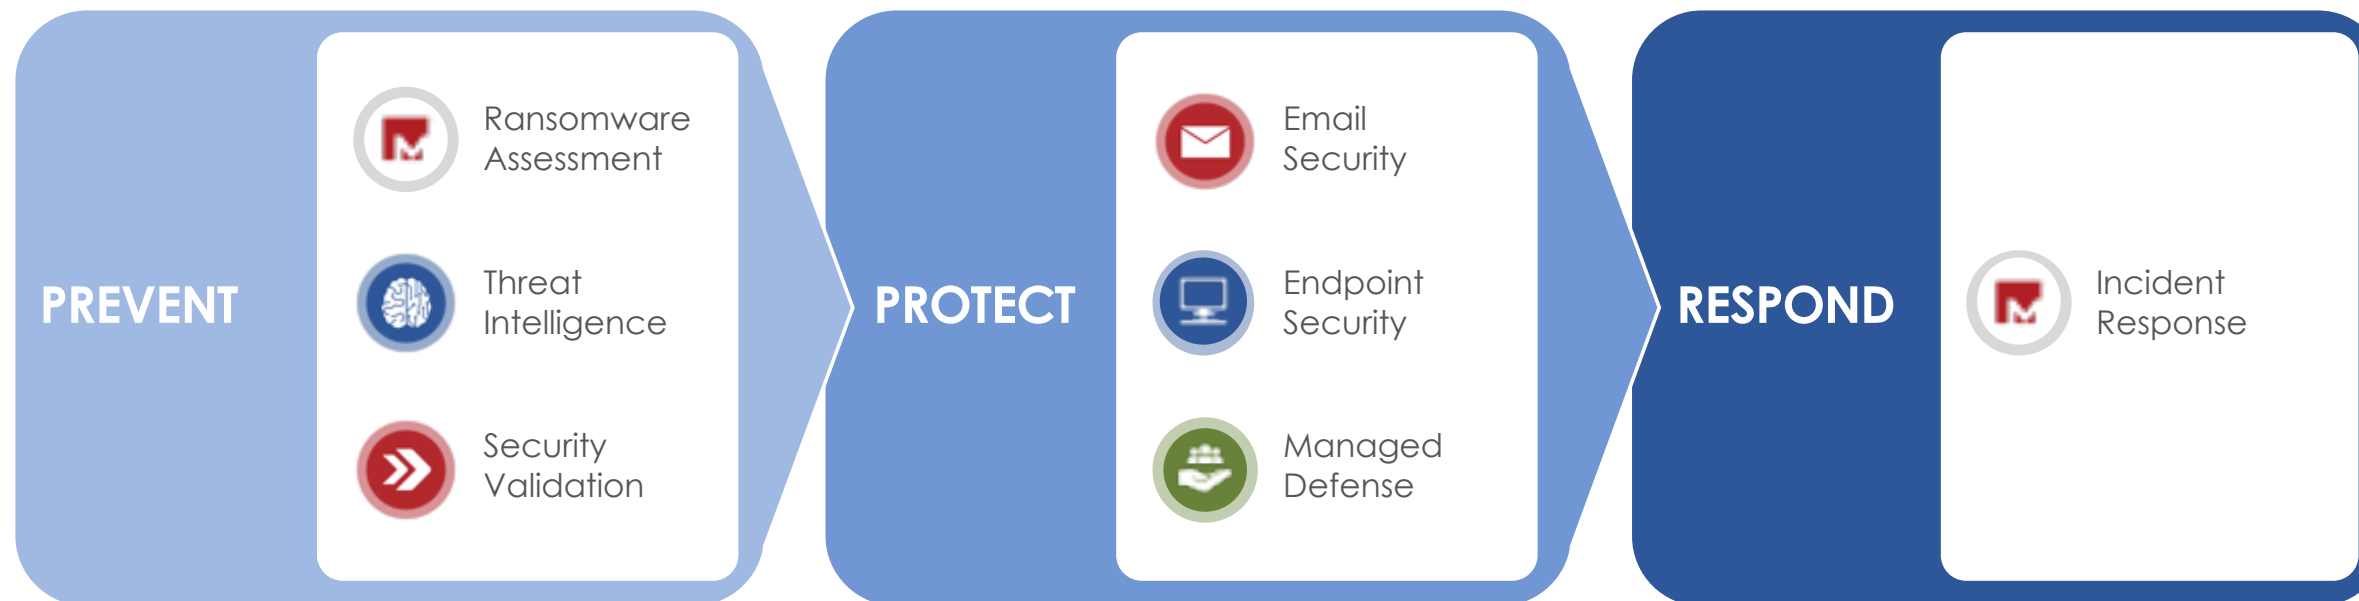 PREVENT
Ransomware
Assessment
Threat
Intelligence
Security
Validation
PROTECT
Email
Security
Endpoint
Security
Managed
Defense
RESPOND
Incident
Response